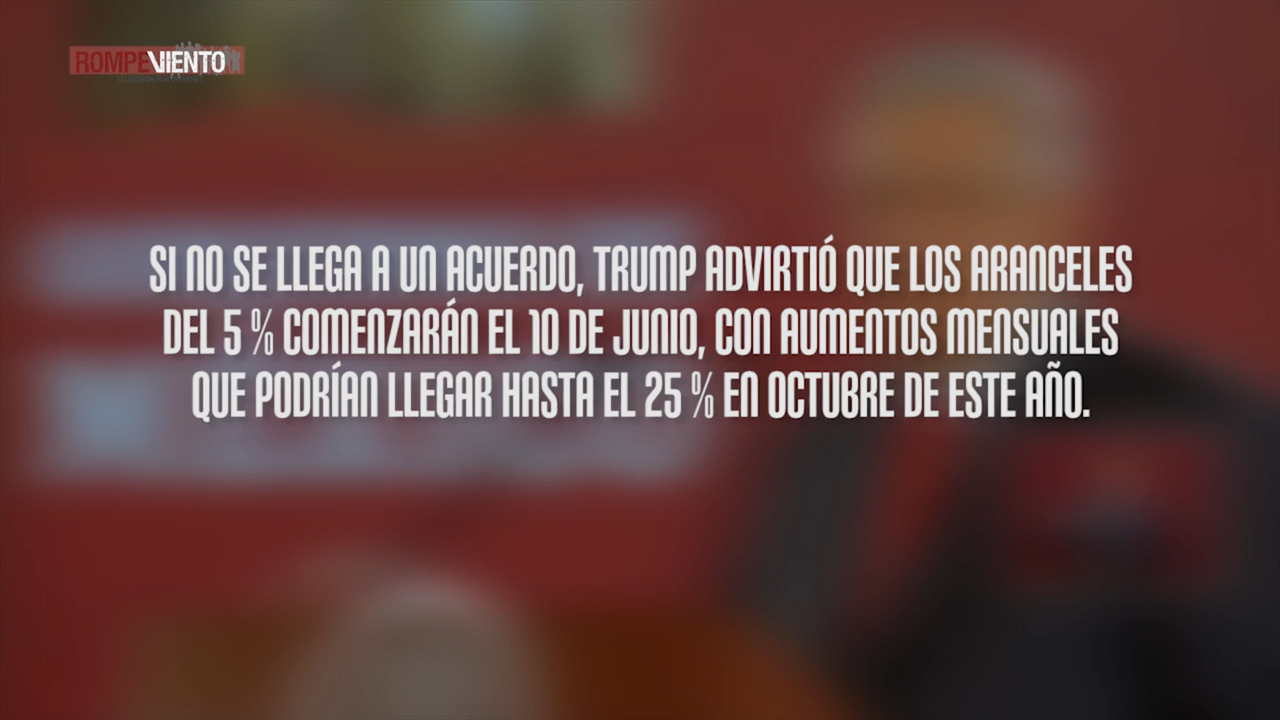 ROMPEVIENTO
SI NO SE LLEGA A UN ACUERDO, TRUMP ADVIRTIÓ QUE LOS ARANCELES
DEL 5 % COMENZARÁN EL 10 DE JUNIO, CON AUMENTOS MENSUALES
QUE PODRÍAN LLEGAR HASTA EL 25 % EN OCTUBRE DE ESTE AÑO.